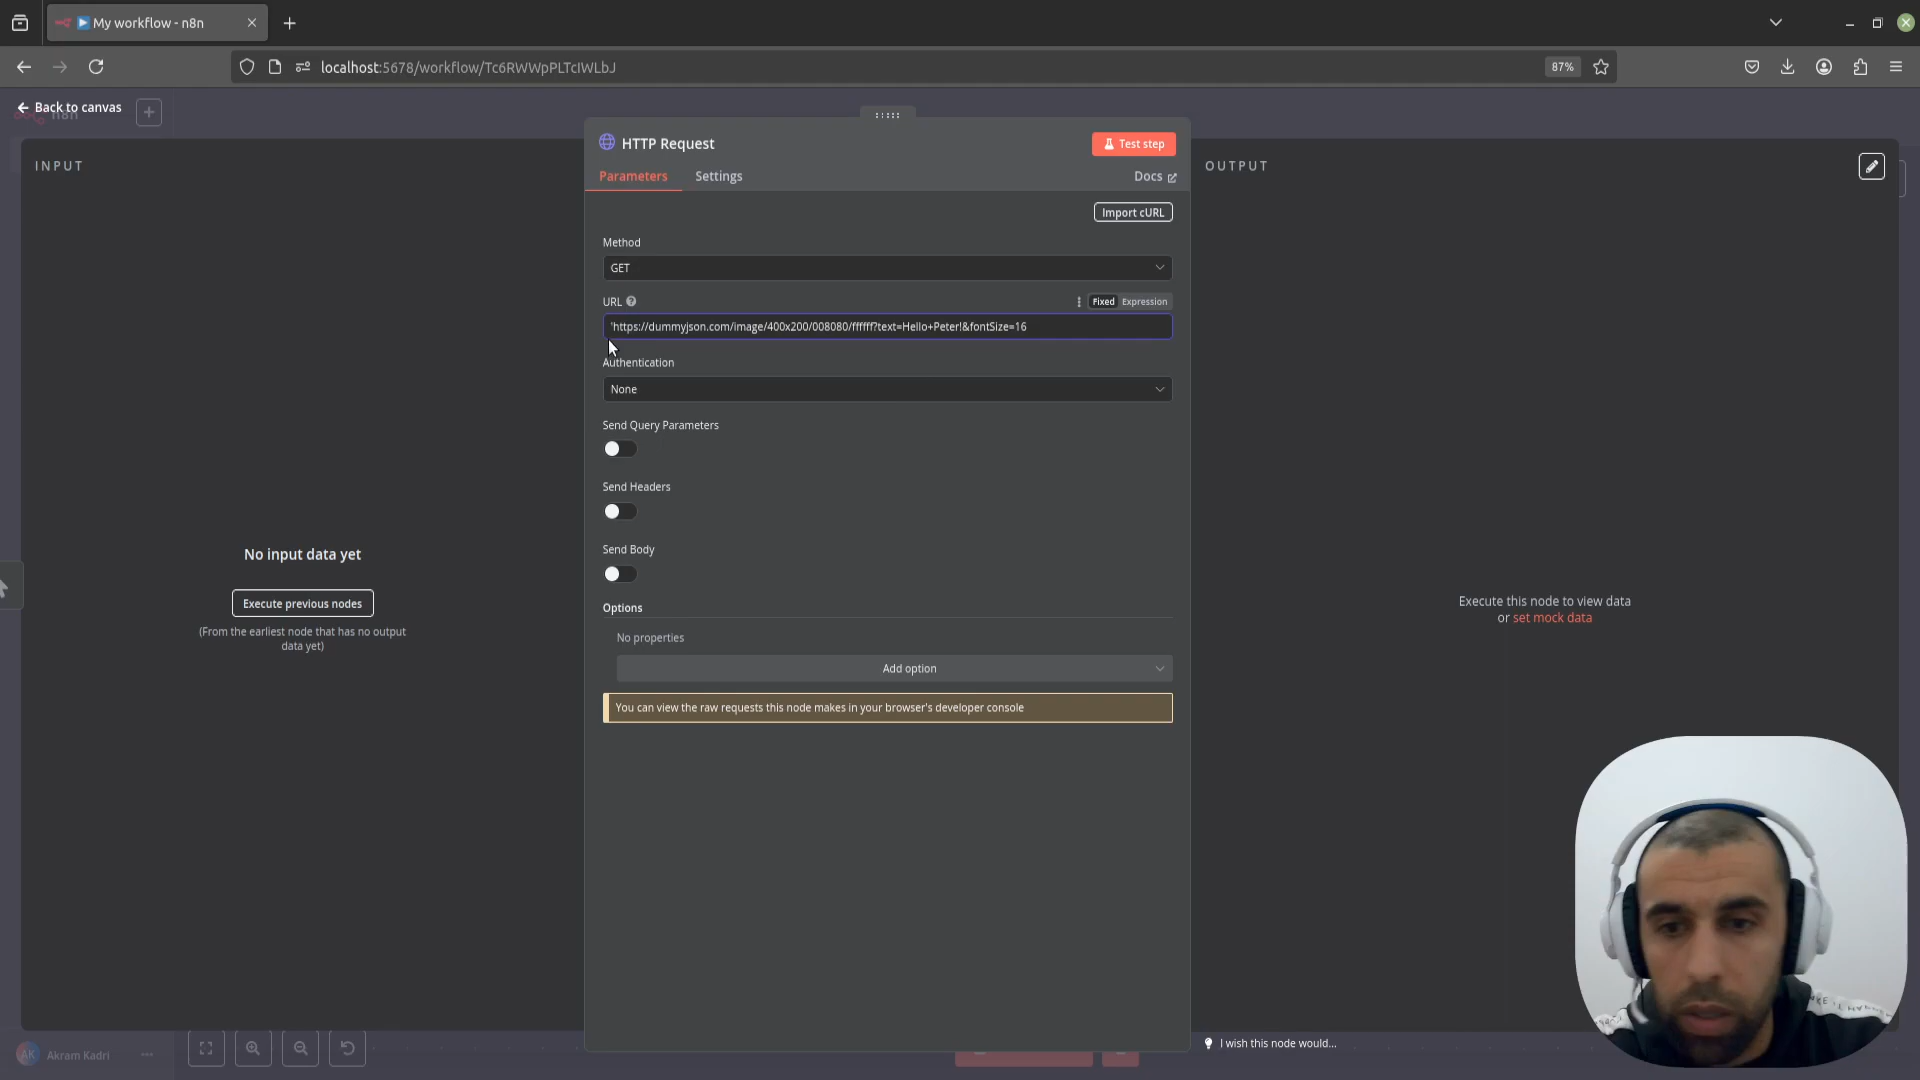 My workflow - n8n
localhost:5678/workflow/Tc6RWWpPLTcIWLbJ
87%
Back to canvas
n8n
INPUT
HTTP Request
Test step
OUTPUT
Parameters
Settings
Docs
Import cURL
Method
GET
URL
Fixed
Expression
'https://dummyjson.com/image/400x200/008080/ffffff?text=Hello+Peter!&fontSize=16
Authentication
None
Send Query Parameters
Send Headers
Send Body
No input data yet
Execute previous nodes
(From the earliest node that has no output
data yet)
Options
No properties
Add option
You can view the raw requests this node makes in your browser's developer console
Execute this node to view data
or set mock data
AK
Akram Kadri
I wish this node would...